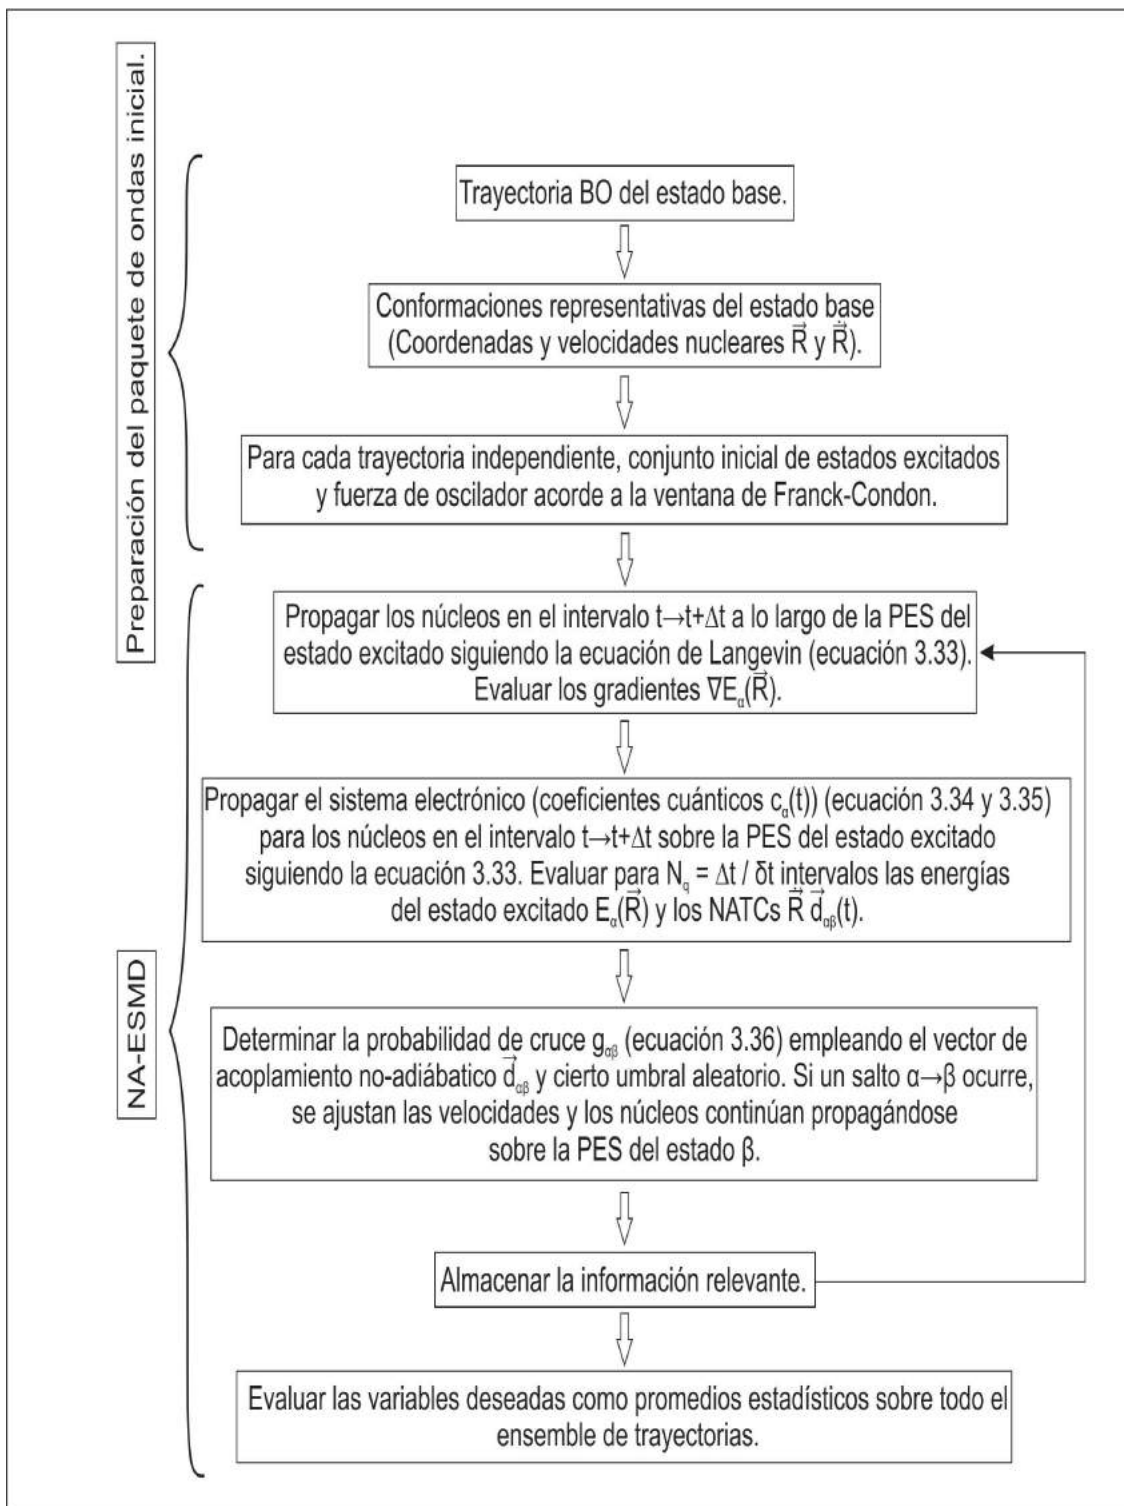 Preparación del paquete de ondas inicial.
Trayectoria BO del estado base.
Conformaciones representativas del estado base
(Coordenadas y velocidades nucleares R⃗ y Ṙ⃗).
Para cada trayectoria independiente, conjunto inicial de estados excitados
y fuerza de oscilador acorde a la ventana de Franck-Condon.
NA-ESMD
Propagar los núcleos en el intervalo t→t+Δt a lo largo de la PES del
estado excitado siguiendo la ecuación de Langevin (ecuación 3.33).
Evaluar los gradientes ∇Eα(R⃗).
Propagar el sistema electrónico (coeficientes cuánticos cα(t)) (ecuación 3.34 y 3.35)
para los núcleos en el intervalo t→t+Δt sobre la PES del estado excitado
siguiendo la ecuación 3.33. Evaluar para Nq = Δt / δt intervalos las energías
del estado excitado Eα(R⃗) y los NATCs Ṙ⃗ d⃗αβ(t).
Determinar la probabilidad de cruce gαβ (ecuación 3.36) empleando el vector de
acoplamiento no-adiábatico d⃗αβ y cierto umbral aleatorio. Si un salto α→β ocurre,
se ajustan las velocidades y los núcleos continúan propagándose
sobre la PES del estado β.
Almacenar la información relevante.
Evaluar las variables deseadas como promedios estadísticos sobre todo el
ensemble de trayectorias.